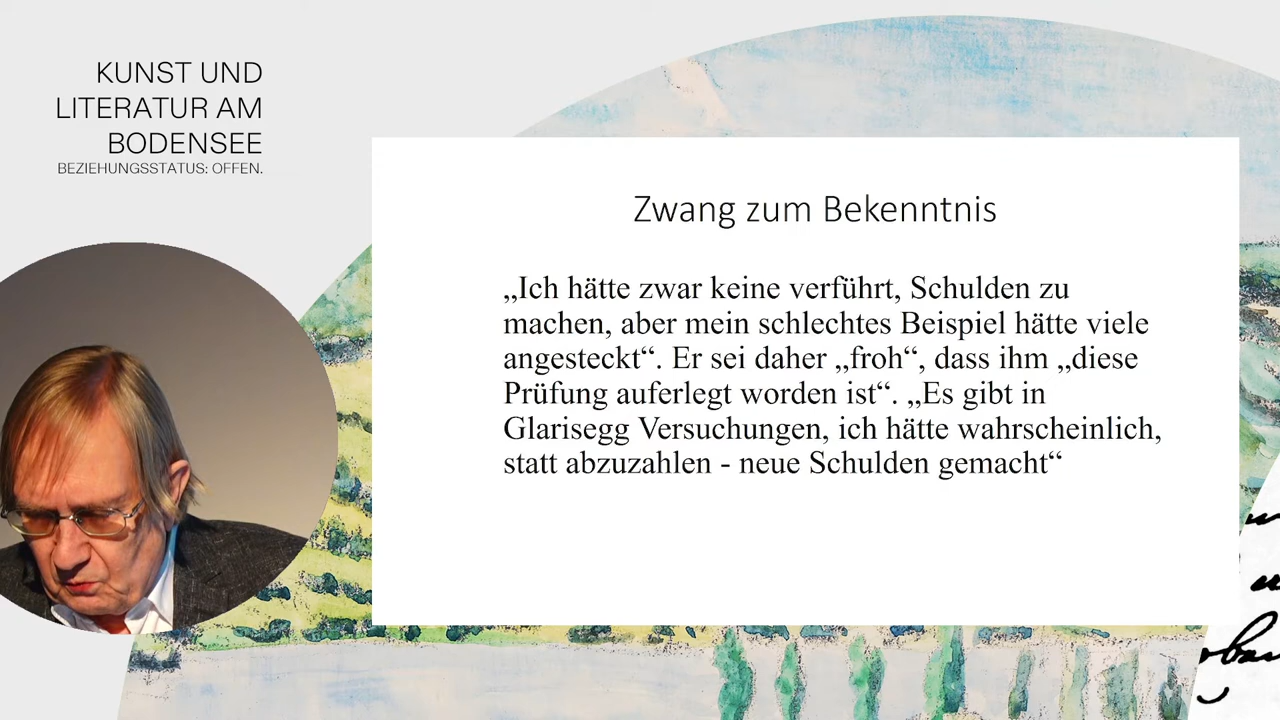 KUNST UND
LITERATUR AM
BODENSEE
BEZIEHUNGSSTATUS: OFFEN.
Zwang zum Bekenntnis
„Ich hätte zwar keine verführt, Schulden zu
machen, aber mein schlechtes Beispiel hätte viele
angesteckt“. Er sei daher „froh“, dass ihm „diese
Prüfung auferlegt worden ist“. „Es gibt in
Glarisegg Versuchungen, ich hätte wahrscheinlich,
statt abzuzahlen - neue Schulden gemacht“